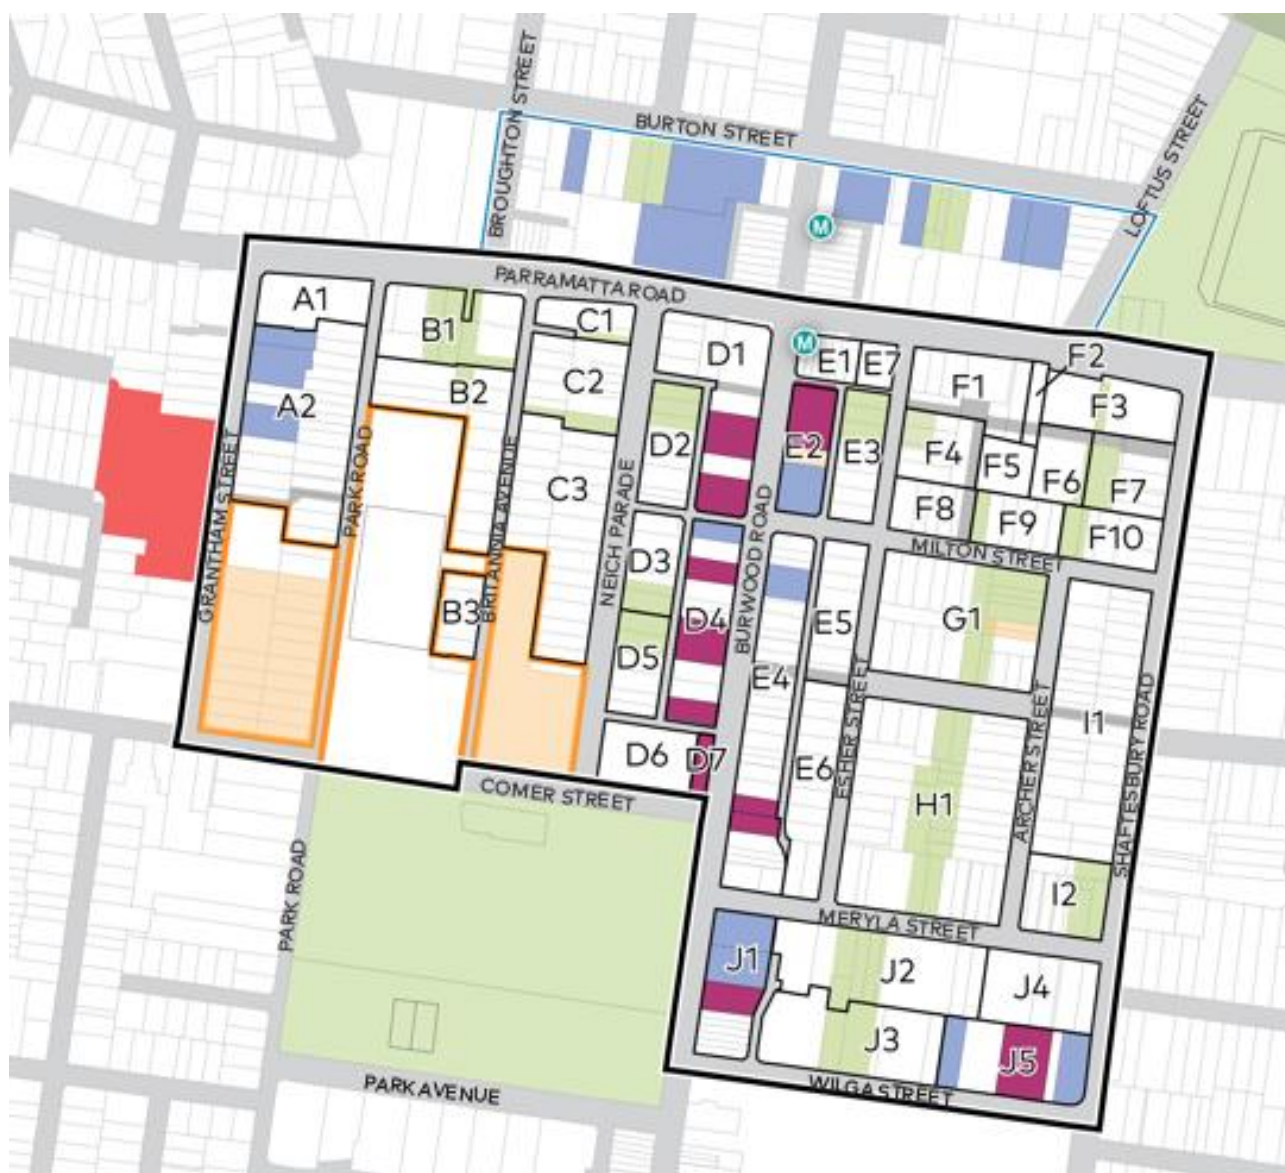 BROUGHTON STREET
BURTON STREET
LOFTUS STREET
M
PARRAMATTA ROAD
A1
B1
C1
D1
M
E1
E7
F1
F2
F3
A2
B2
C2
D2
E2
E3
F4
F5
F6
F7
C3
F8
F9
F10
GRANTHAM STREET
PARK ROAD
BRITANNIA AVENUE
NEICH PARADE
BURWOOD ROAD
MILTON STREET
B3
D3
D4
D5
E5
G1
E4
D6
D7
E6
ESHER STREET
H1
ARCHER STREET
I1
SHAFTESBURY ROAD
COMER STREET
PARK ROAD
I2
MERYLA STREET
J1
J2
J4
J3
J5
PARK AVENUE
WILGA STREET